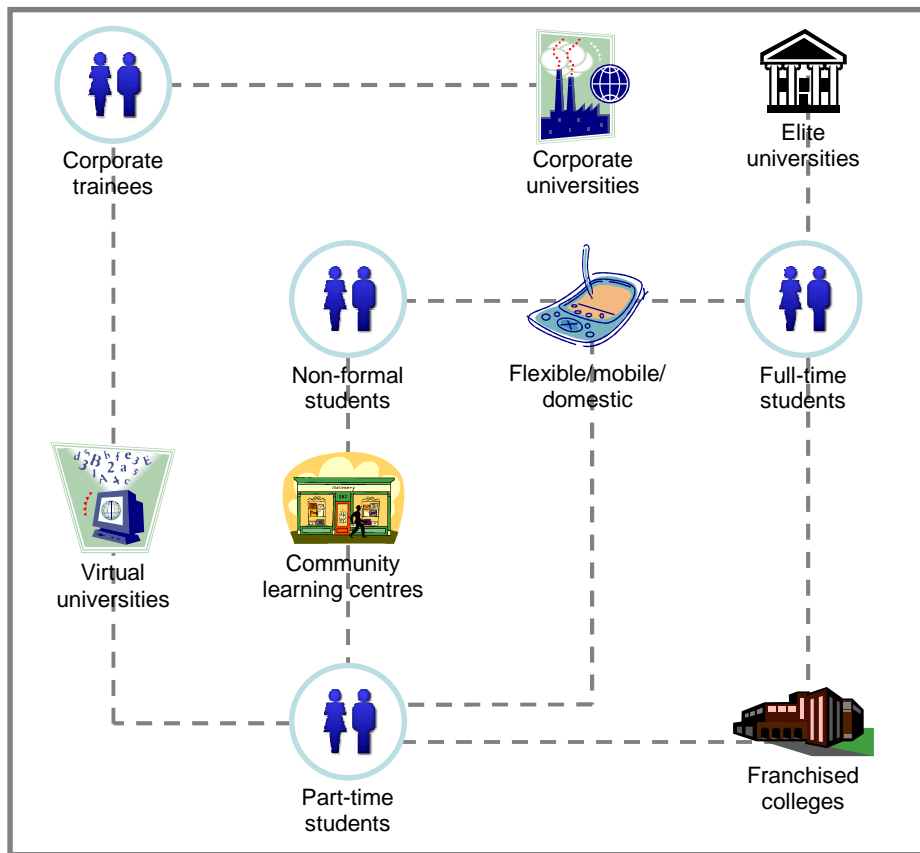 Corporate
trainees
Corporate
universities
Elite
universities
Non-formal
students
Flexible/mobile/
domestic
Full-time
students
Virtual
universities
Community
learning centres
Part-time
students
Franchised
colleges